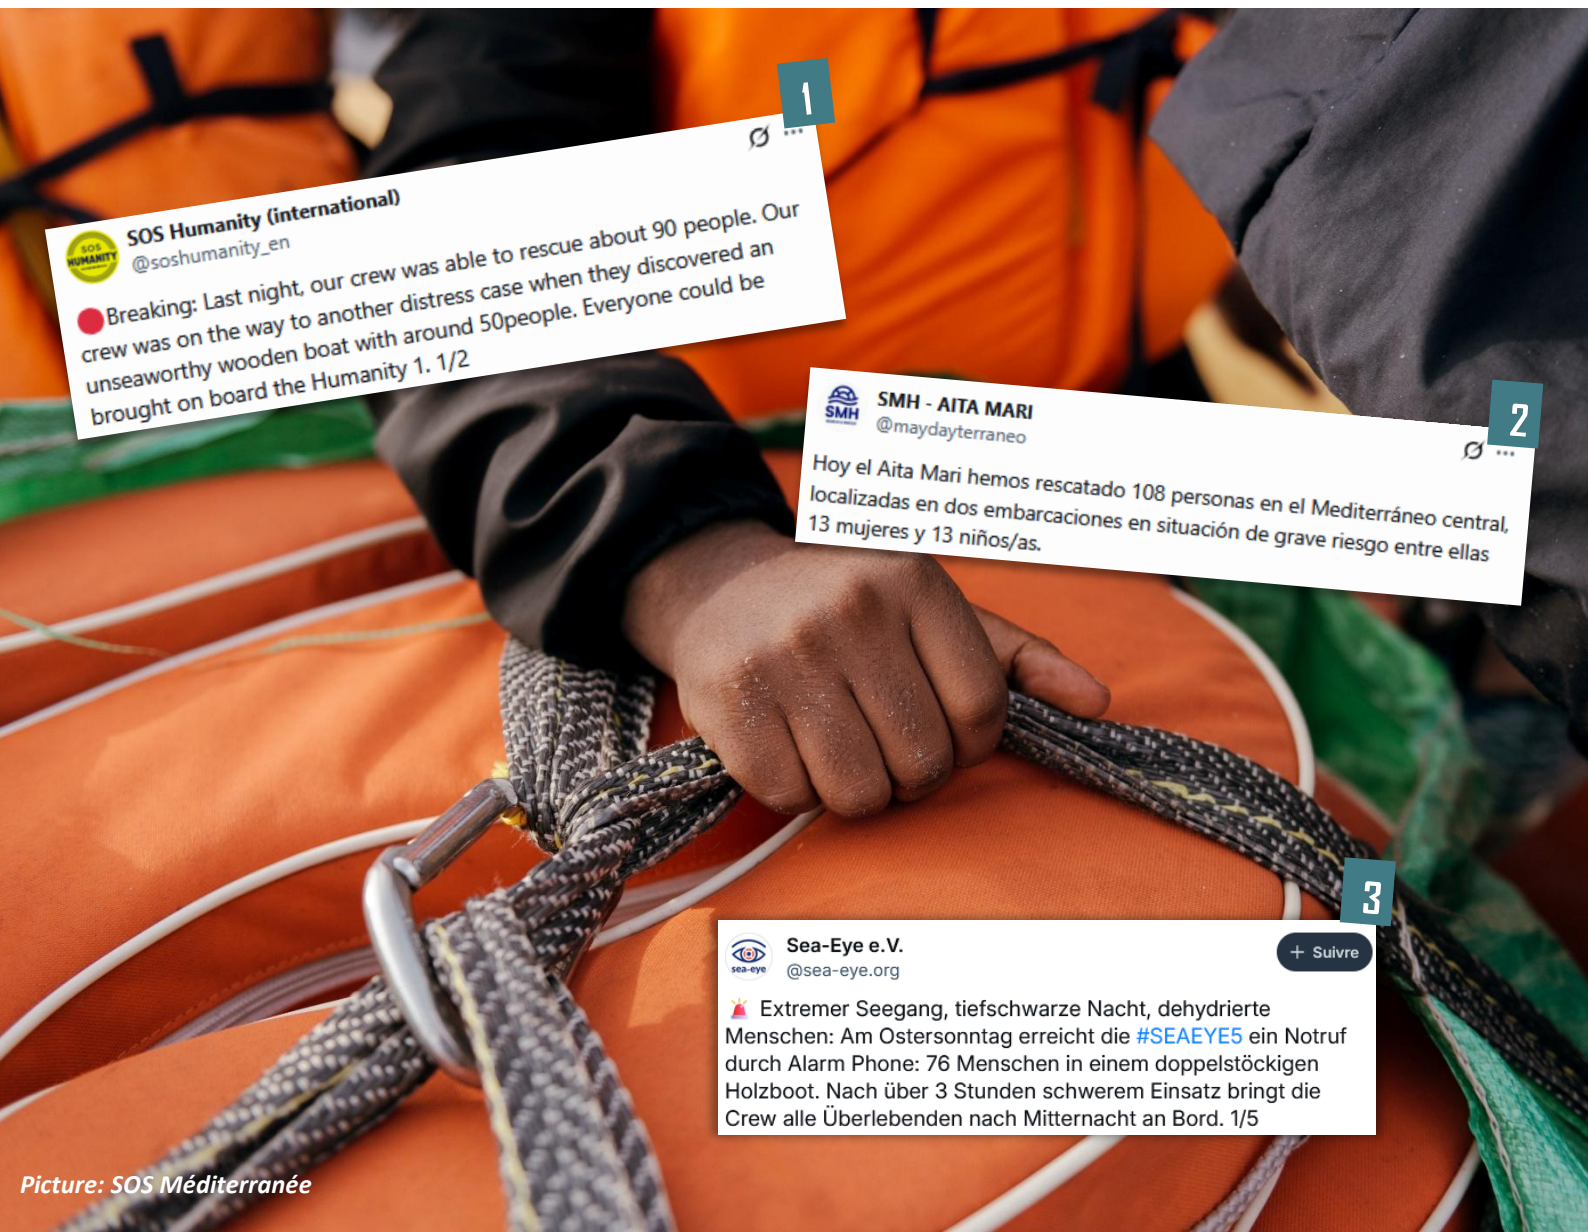 1
SOS Humanity (international)
@soshumanity_en
SOS
HUMANITY
Breaking: Last night, our crew was able to rescue about 90 people. Our
crew was on the way to another distress case when they discovered an
unseaworthy wooden boat with around 50people. Everyone could be
brought on board the Humanity 1. 1/2
2
SMH
SMH - AITA MARI
@maydayterraneo
Hoy el Aita Mari hemos rescatado 108 personas en el Mediterráneo central,
localizadas en dos embarcaciones en situación de grave riesgo entre ellas
13 mujeres y 13 niños/as.
3
sea-eye
Sea-Eye e.V.
@sea-eye.org
+ Suivre
Extremer Seegang, tiefschwarze Nacht, dehydrierte
Menschen: Am Ostersonntag erreicht die #SEAEYE5 ein Notruf
durch Alarm Phone: 76 Menschen in einem doppelstöckigen
Holzboot. Nach über 3 Stunden schwerem Einsatz bringt die
Crew alle Überlebenden nach Mitternacht an Bord. 1/5
Picture: SOS Méditerranée